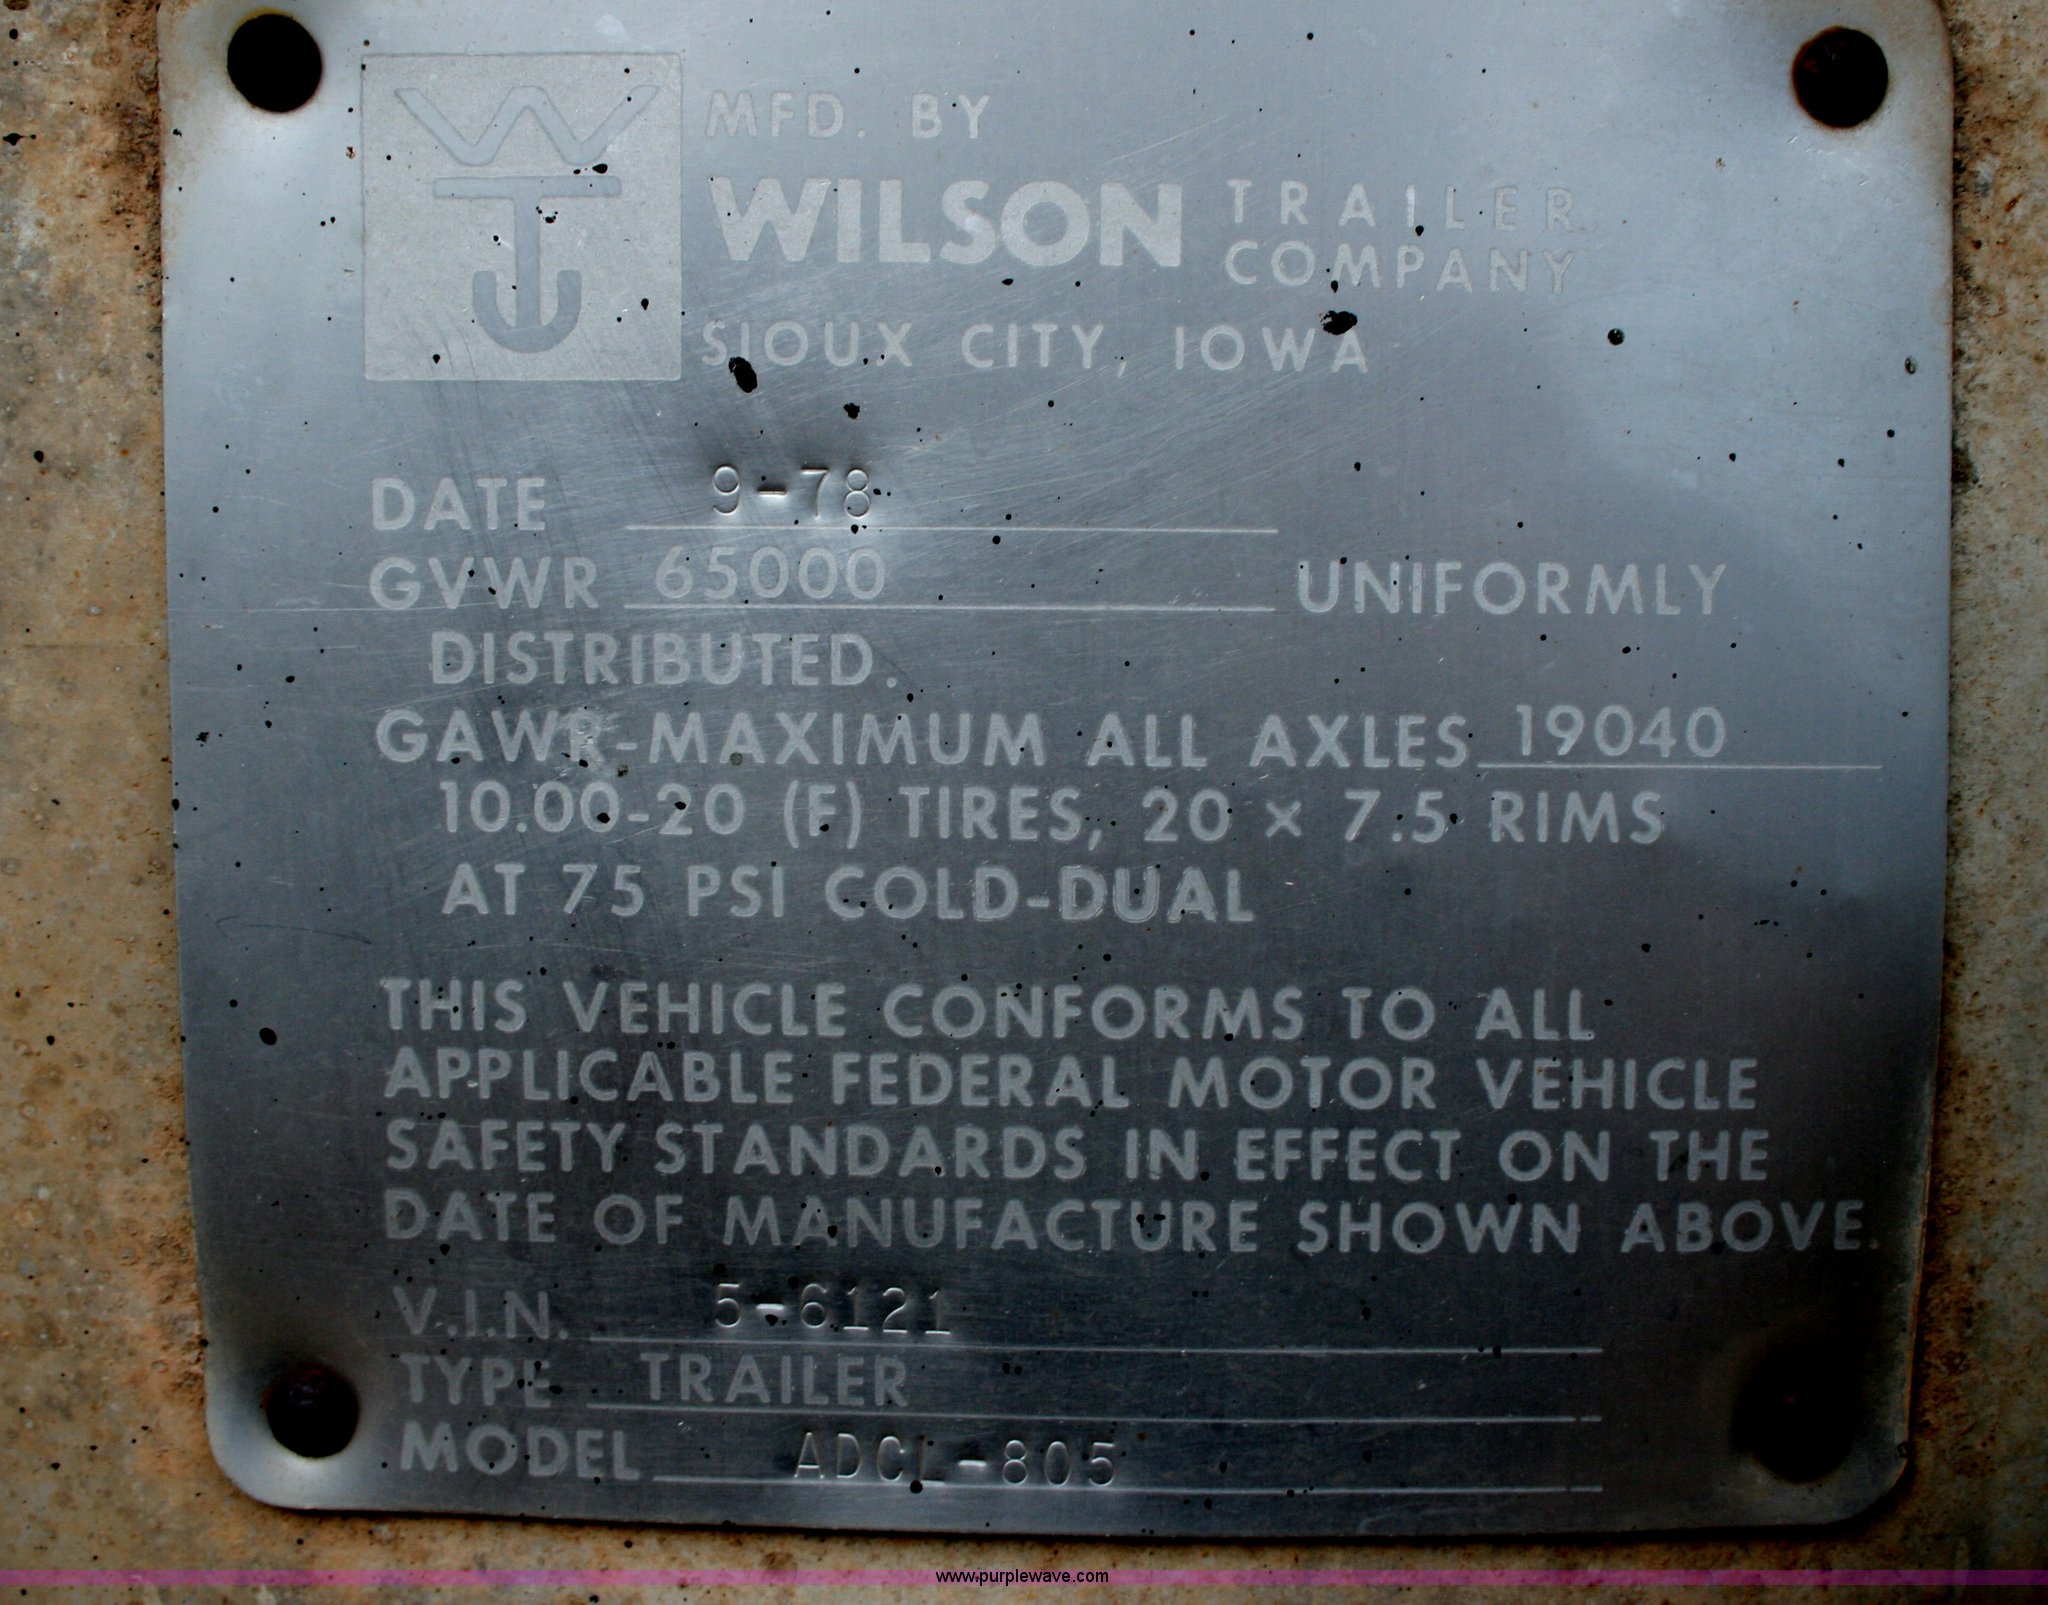 MFD. BY
WILSON TRAILER COMPANY
SIOUX CITY, IOWA
DATE 9-78
GVWR 65000 UNIFORMLY
DISTRIBUTED.
GAWR-MAXIMUM ALL AXLES 19040
10.00-20 (F) TIRES, 20 × 7.5 RIMS
AT 75 PSI COLD-DUAL
THIS VEHICLE CONFORMS TO ALL
APPLICABLE FEDERAL MOTOR VEHICLE
SAFETY STANDARDS IN EFFECT ON THE
DATE OF MANUFACTURE SHOWN ABOVE.
V.I.N. 5-6121
TYPE TRAILER
MODEL ADCL-805
www.purplewave.com